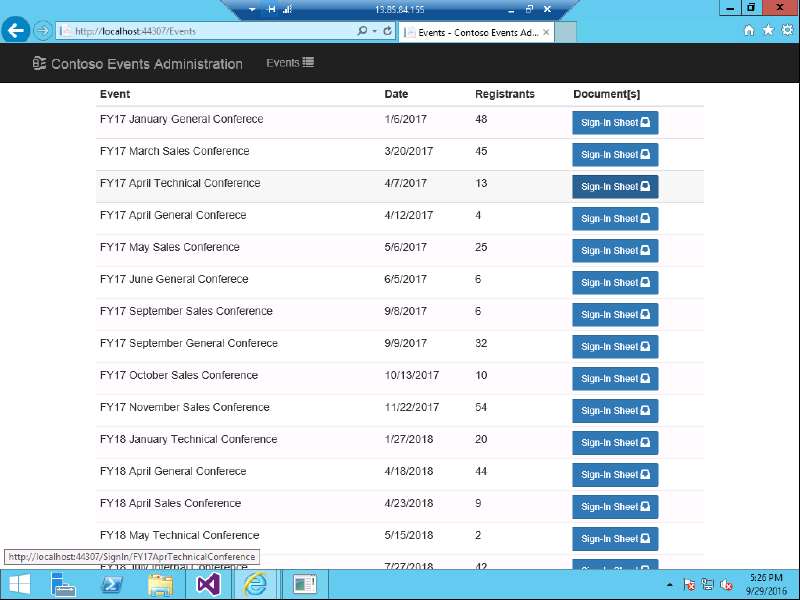 13.85.84.155
http://localhost:44307/Events
Events - Contoso Events Ad...
Contoso Events Administration Events
Event Date Registrants Document[s]
FY17 January General Conferece 1/6/2017 48 Sign-In Sheet
FY17 March Sales Conference 3/20/2017 45 Sign-In Sheet
FY17 April Technical Conference 4/7/2017 13 Sign-In Sheet
FY17 April General Conferece 4/12/2017 4 Sign-In Sheet
FY17 May Sales Conference 5/6/2017 25 Sign-In Sheet
FY17 June General Conferece 6/5/2017 6 Sign-In Sheet
FY17 September Sales Conference 9/8/2017 6 Sign-In Sheet
FY17 September General Conferece 9/9/2017 32 Sign-In Sheet
FY17 October Sales Conference 10/13/2017 10 Sign-In Sheet
FY17 November Sales Conference 11/22/2017 54 Sign-In Sheet
FY18 January Technical Conference 1/27/2018 20 Sign-In Sheet
FY18 April General Conferece 4/18/2018 44 Sign-In Sheet
FY18 April Sales Conference 4/23/2018 9 Sign-In Sheet
FY18 May Technical Conference 5/15/2018 2 Sign-In Sheet
http://localhost:44307/SignIn/FY17AprTechnicalConference
FY18 July Internal Conference 7/27/2018 42 Sign-In Sheet
5:26 PM
9/29/2016